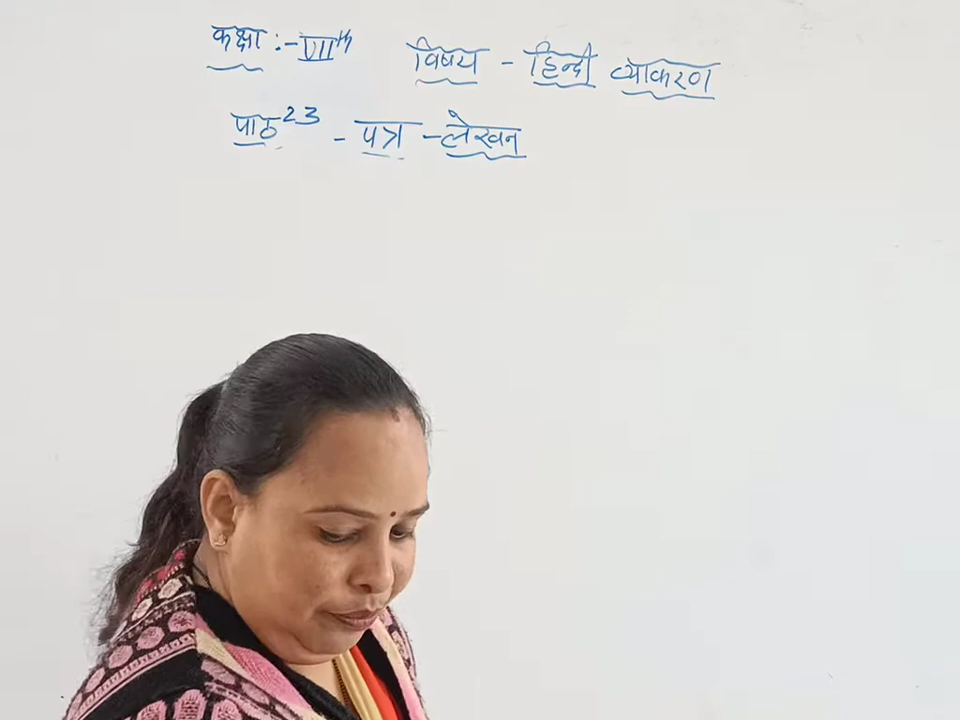 कक्षा :- VIIth विषय - हिन्दी व्याकरण
पाठ 23 - पत्र - लेखन